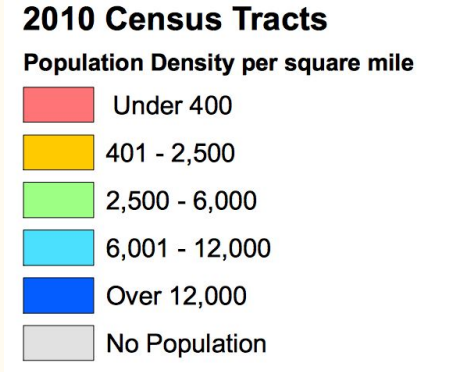 2010 Census Tracts
Population Density per square mile
Under 400
401 - 2,500
2,500 - 6,000
6,001 - 12,000
Over 12,000
No Population